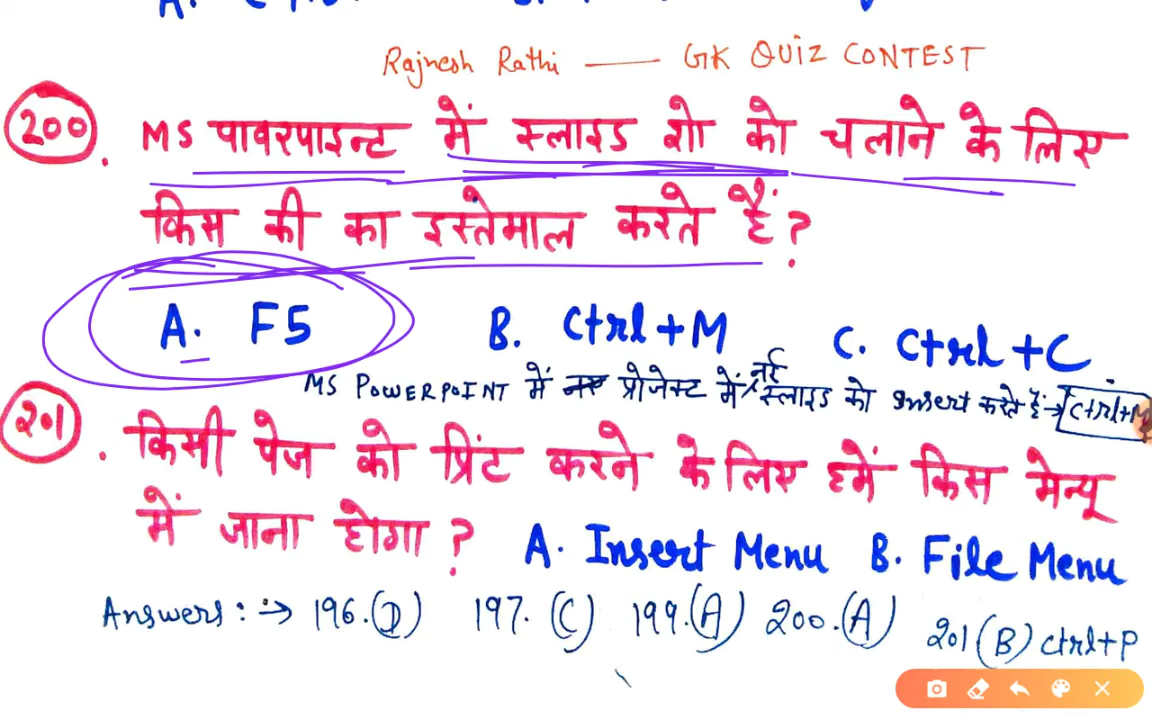 Rajnesh Rathi — GK QUIZ CONTEST
200. MS पावरपाइन्ट में स्लाइड शो को चलाने के लिए
किस की का इस्तेमाल करते हैं?
A. F5 B. Ctrl+M C. Ctrl+C
MS POWERPOINT में प्रोजेक्ट में नई स्लाइड को Insert करते हैं→ Ctrl+M
201. किसी पेज को प्रिंट करने के लिए हमें किस मेन्यू
में जाना होगा? A. Insert Menu B. File Menu
Answers:→ 196.(D) 197.(C) 199.(A) 200.(A) 201(B) Ctrl+P